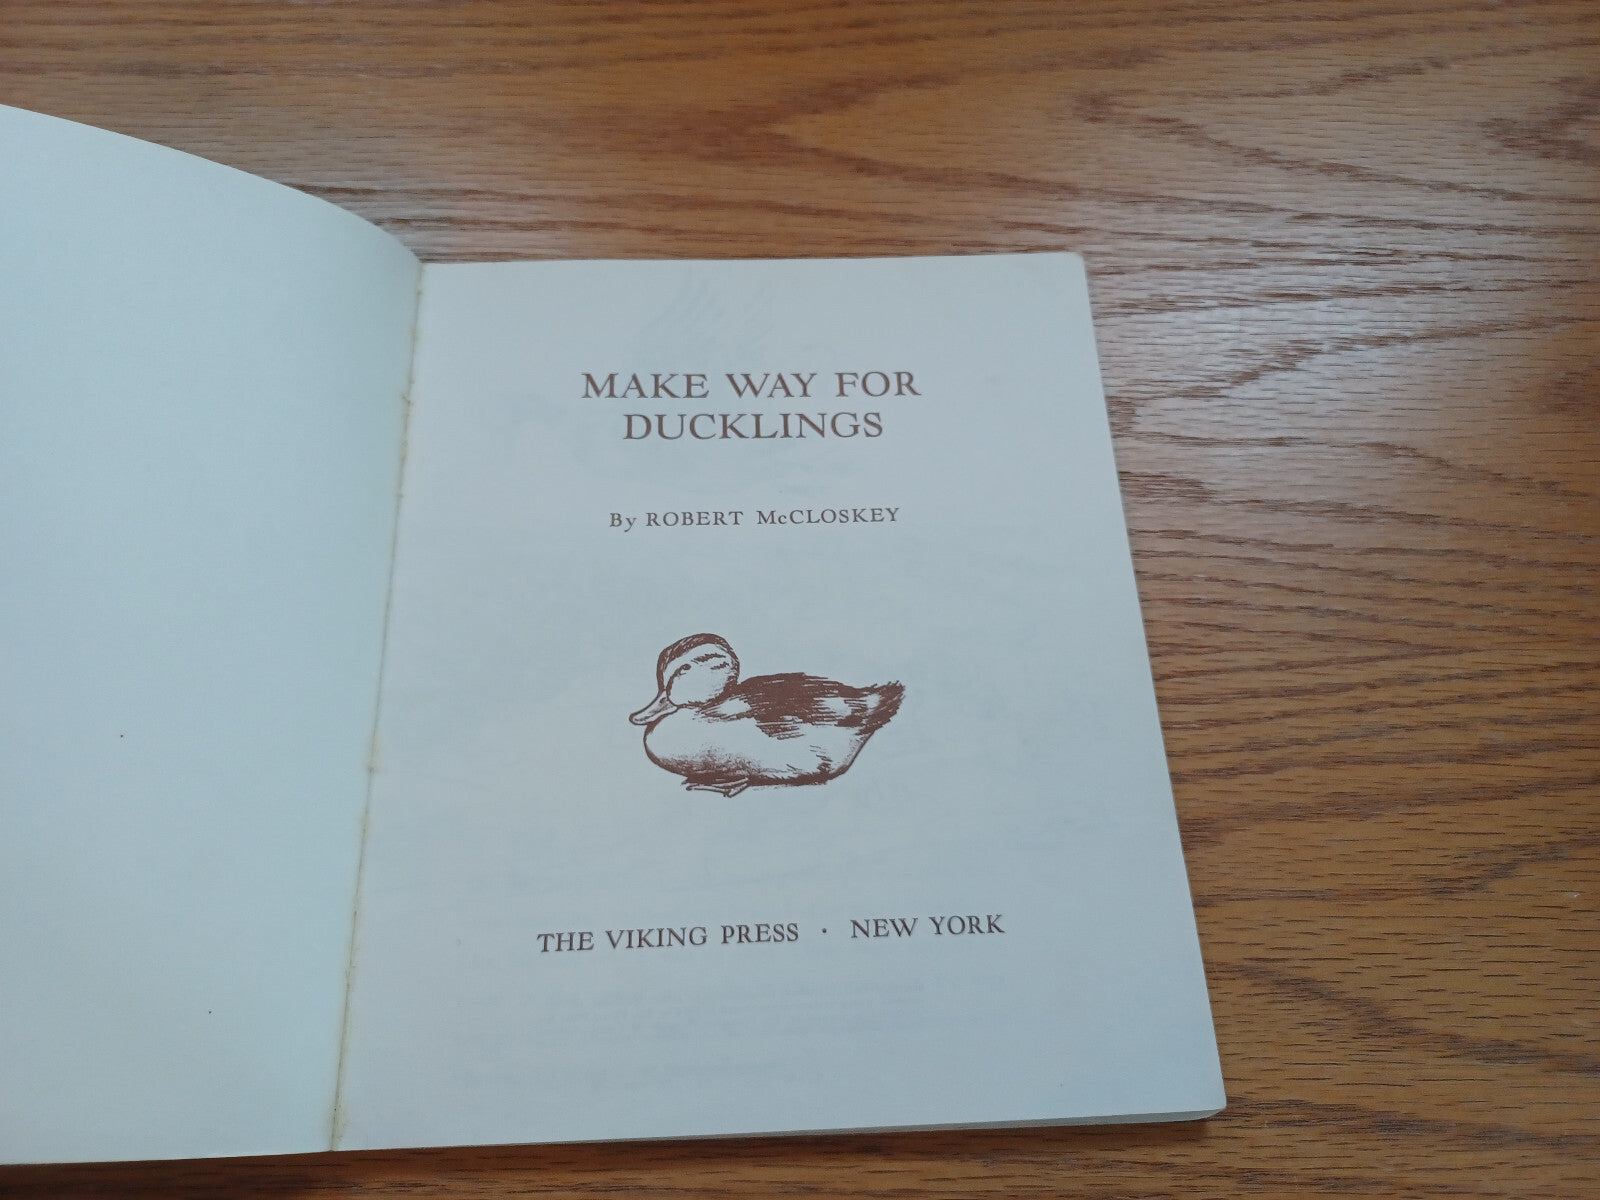 MAKE WAY FOR
DUCKLINGS
By ROBERT McCLOSKEY
THE VIKING PRESS · NEW YORK